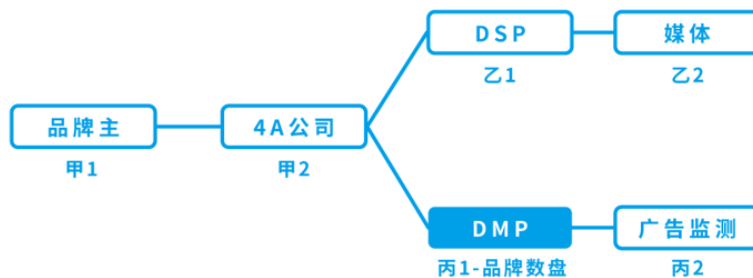 DSP
媒体
乙1
乙2
品牌主
4A公司
甲1
甲2
DMP
广告监测
丙1-品牌数盘
丙2